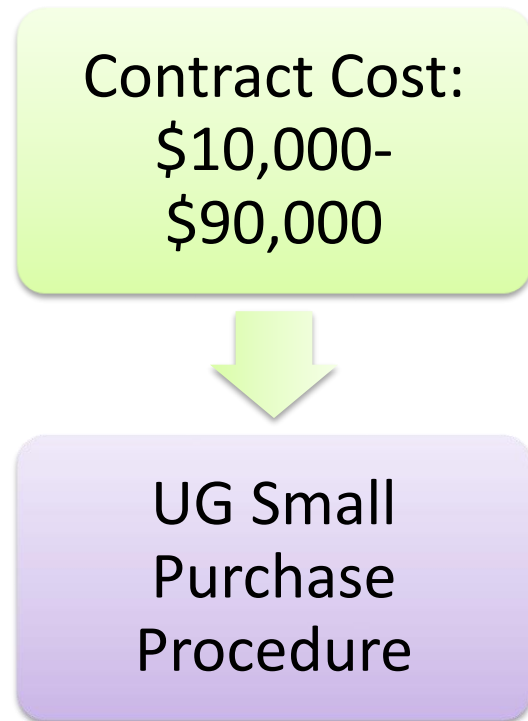 Contract Cost:
$10,000-
$90,000
UG Small
Purchase
Procedure